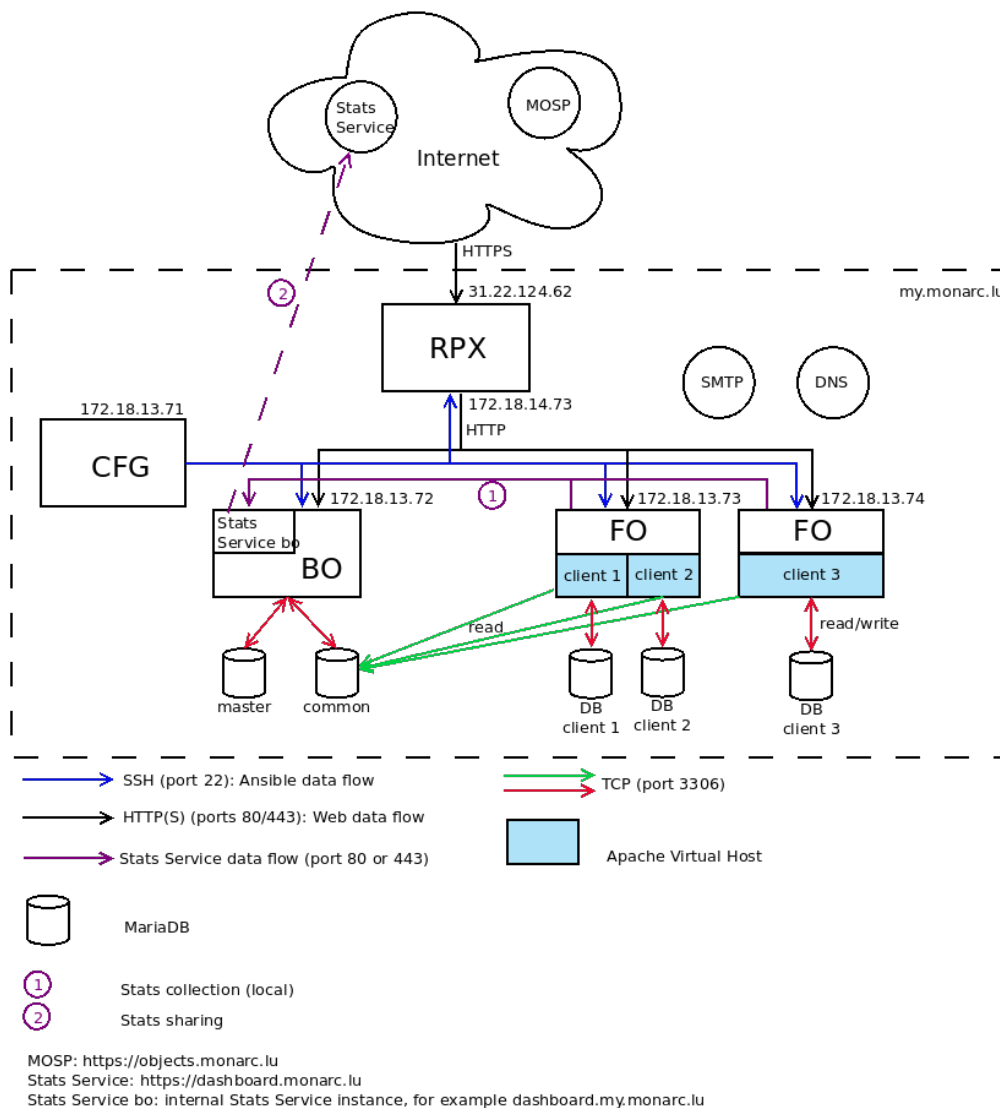 Stats
Service
MOSP
Internet
HTTPS
2
31.22.124.62
my.monarc.lu
RPX
SMTP
DNS
172.18.13.71
172.18.14.73
HTTP
CFG
1
172.18.13.72
172.18.13.73
172.18.13.74
Stats
Service bo
BO
FO
FO
client 1
client 2
client 3
read
read/write
master
common
DB
client 1
DB
client 2
DB
client 3
SSH (port 22): Ansible data flow
TCP (port 3306)
HTTP(S) (ports 80/443): Web data flow
Stats Service data flow (port 80 or 443)
Apache Virtual Host
MariaDB
1
Stats collection (local)
2
Stats sharing
MOSP: https://objects.monarc.lu
Stats Service: https://dashboard.monarc.lu
Stats Service bo: internal Stats Service instance, for example dashboard.my.monarc.lu